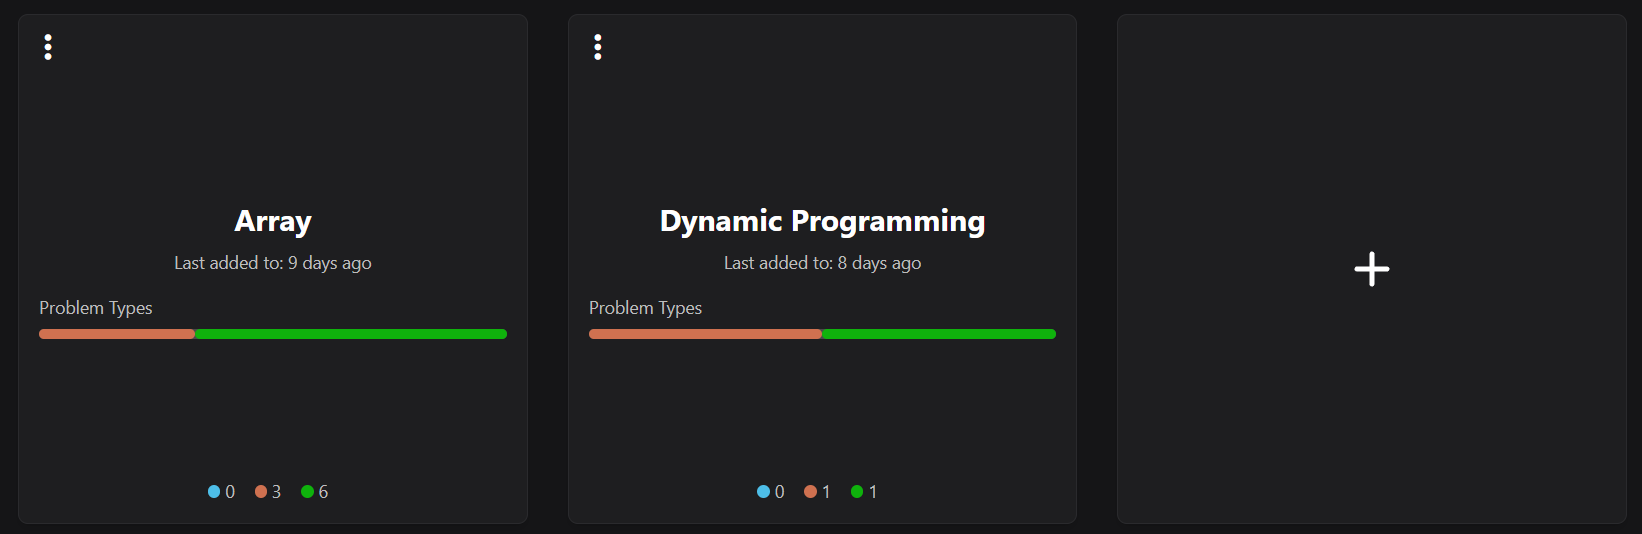 Array
Last added to: 9 days ago
Problem Types
0 3 6
Dynamic Programming
Last added to: 8 days ago
Problem Types
0 1 1